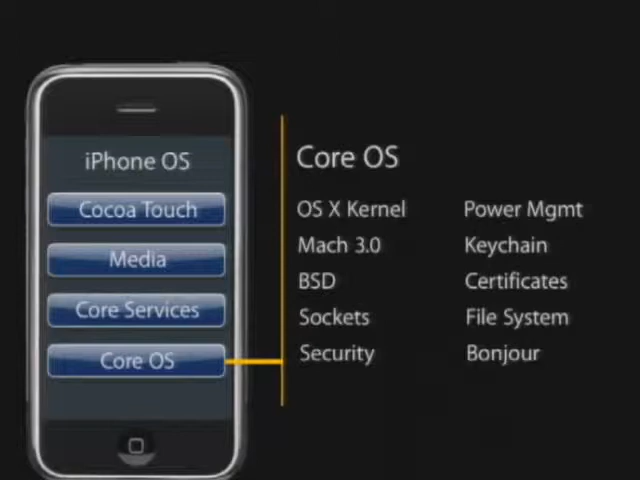 iPhone OS
Cocoa Touch
Media
Core Services
Core OS
Core OS
OS X Kernel
Mach 3.0
BSD
Sockets
Security
Power Mgmt
Keychain
Certificates
File System
Bonjour